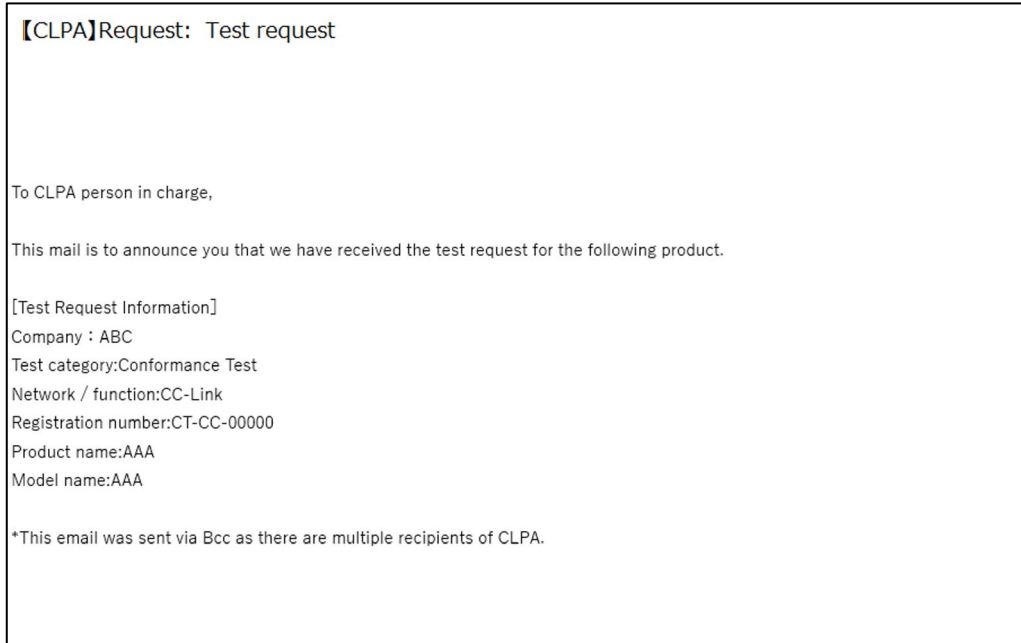 【CLPA】Request: Test request
To CLPA person in charge,
This mail is to announce you that we have received the test request for the following product.
[Test Request Information]
Company：ABC
Test category:Conformance Test
Network / function:CC-Link
Registration number:CT-CC-00000
Product name:AAA
Model name:AAA
*This email was sent via Bcc as there are multiple recipients of CLPA.